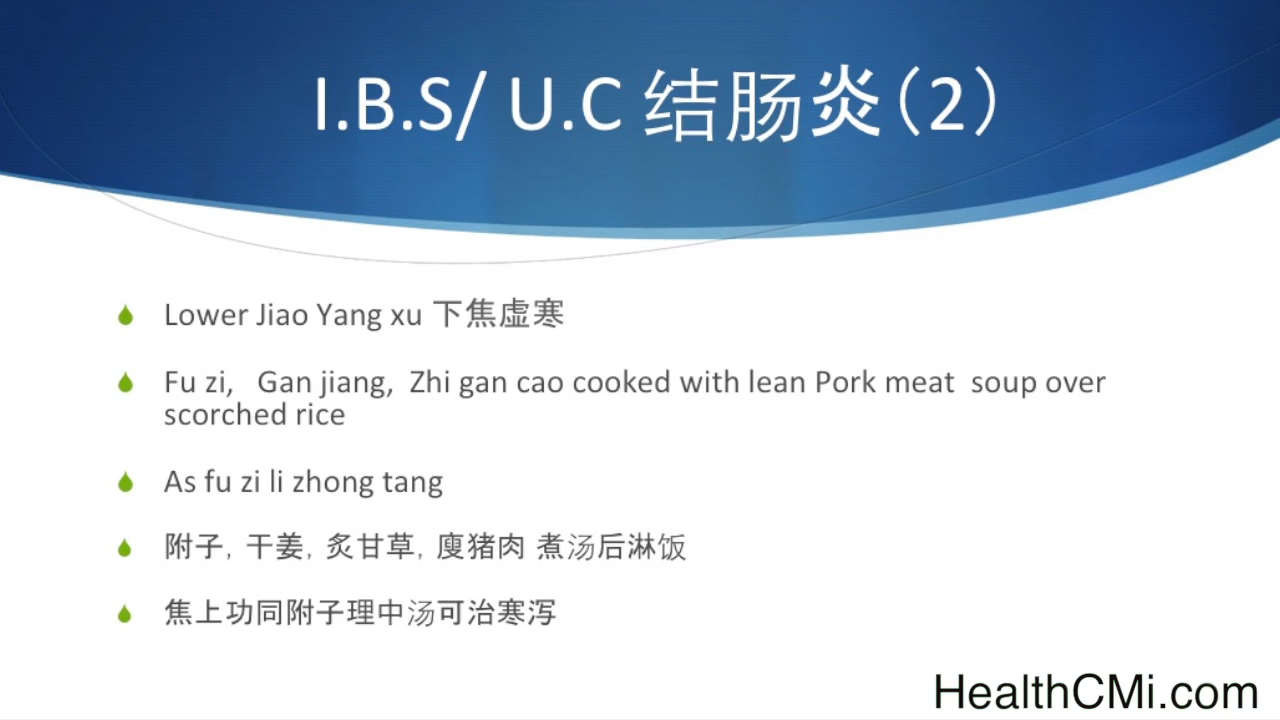 I.B.S/ U.C 结肠炎（2）
Lower Jiao Yang xu 下焦虚寒
Fu zi,   Gan jiang,  Zhi gan cao cooked with lean Pork meat  soup over
scorched rice
As fu zi li zhong tang
附子, 干姜, 炙甘草, 廋猪肉 煮汤后淋饭
焦上功同附子理中汤可治寒泻
HealthCMi.com